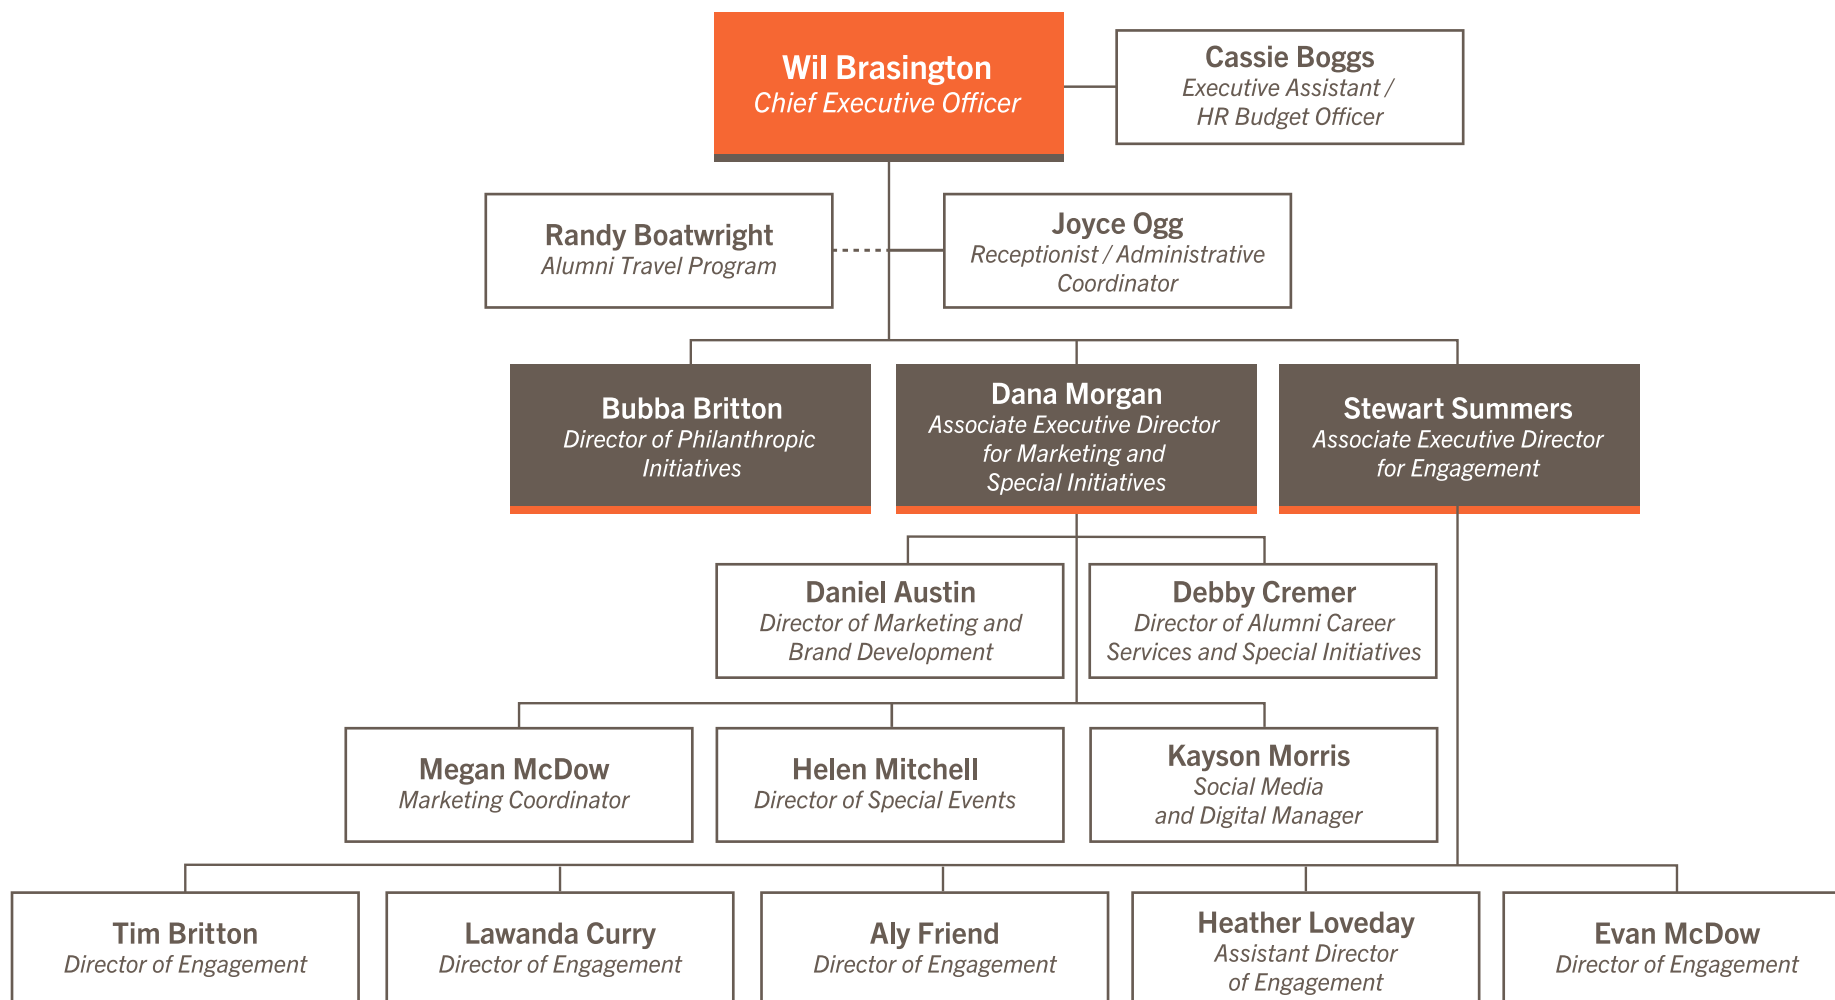 Wil Brasington
Chief Executive Officer
Cassie Boggs
Executive Assistant /
HR Budget Officer
Randy Boatwright
Alumni Travel Program
Joyce Ogg
Receptionist / Administrative
Coordinator
Bubba Britton
Director of Philanthropic
Initiatives
Dana Morgan
Associate Executive Director
for Marketing and
Special Initiatives
Stewart Summers
Associate Executive Director
for Engagement
Daniel Austin
Director of Marketing and
Brand Development
Debby Cremer
Director of Alumni Career
Services and Special Initiatives
Megan McDow
Marketing Coordinator
Helen Mitchell
Director of Special Events
Kayson Morris
Social Media
and Digital Manager
Tim Britton
Director of Engagement
Lawanda Curry
Director of Engagement
Aly Friend
Director of Engagement
Heather Loveday
Assistant Director
of Engagement
Evan McDow
Director of Engagement